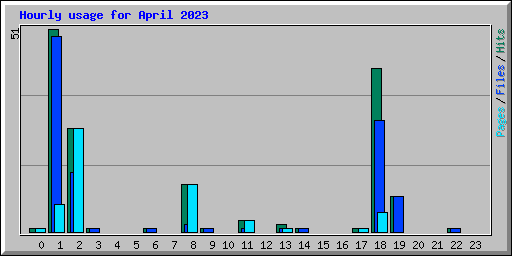 Hourly usage for April 2023
51
Pages/Files/Hits
0 1 2 3 4 5 6 7 8 9 10 11 12 13 14 15 16 17 18 19 20 21 22 23